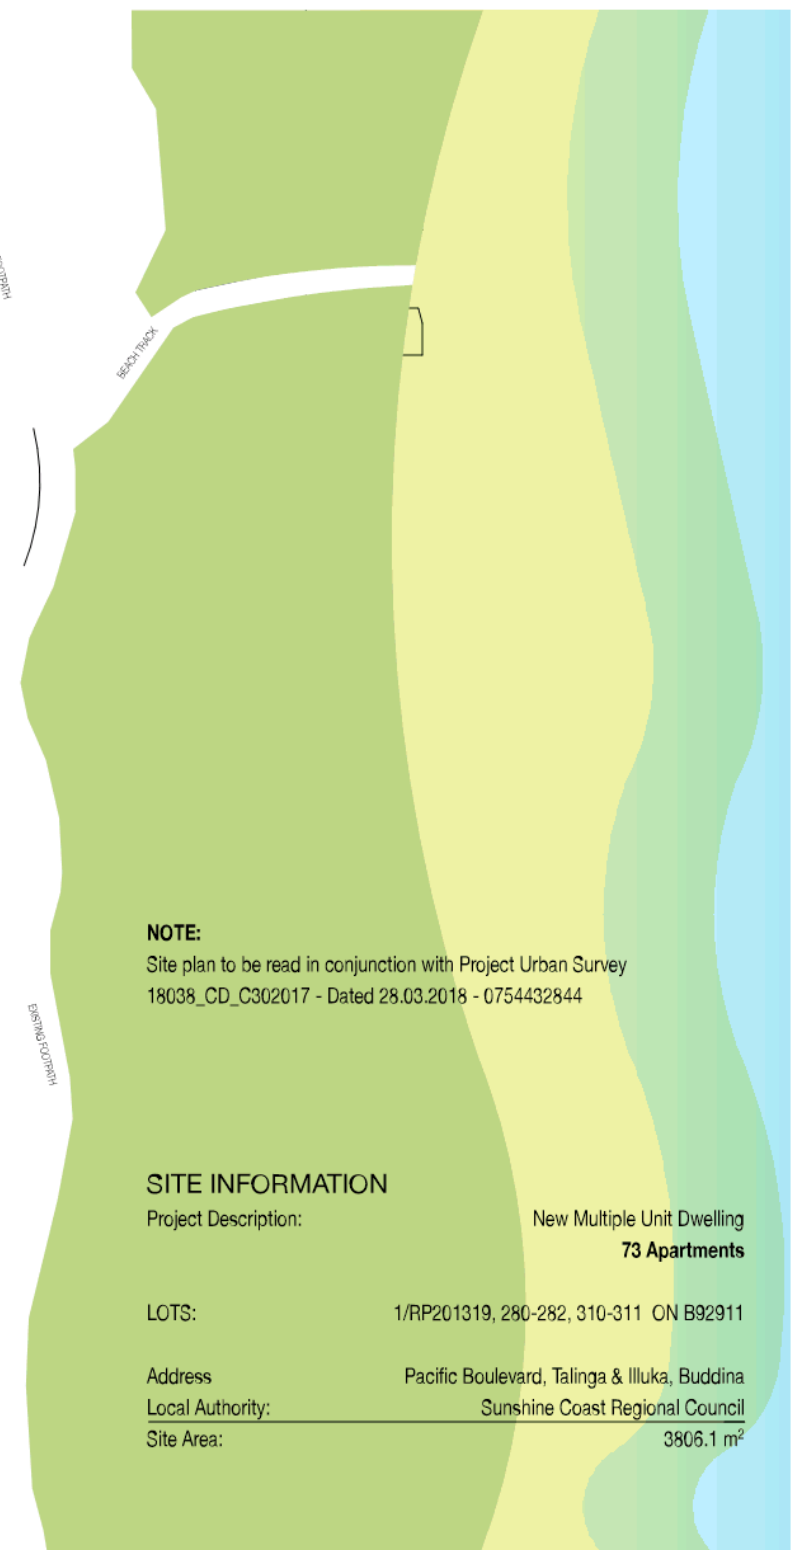 BEACH TRACK
NOTE:
Site plan to be read in conjunction with Project Urban Survey
18038_CD_C302017 - Dated 28.03.2018 - 0754432844
EXISTING FOOTPATH
SITE INFORMATION
Project Description: New Multiple Unit Dwelling
73 Apartments
LOTS: 1/RP201319, 280-282, 310-311 ON B92911
Address Pacific Boulevard, Talinga & Illuka, Buddina
Local Authority: Sunshine Coast Regional Council
Site Area: 3806.1 m²